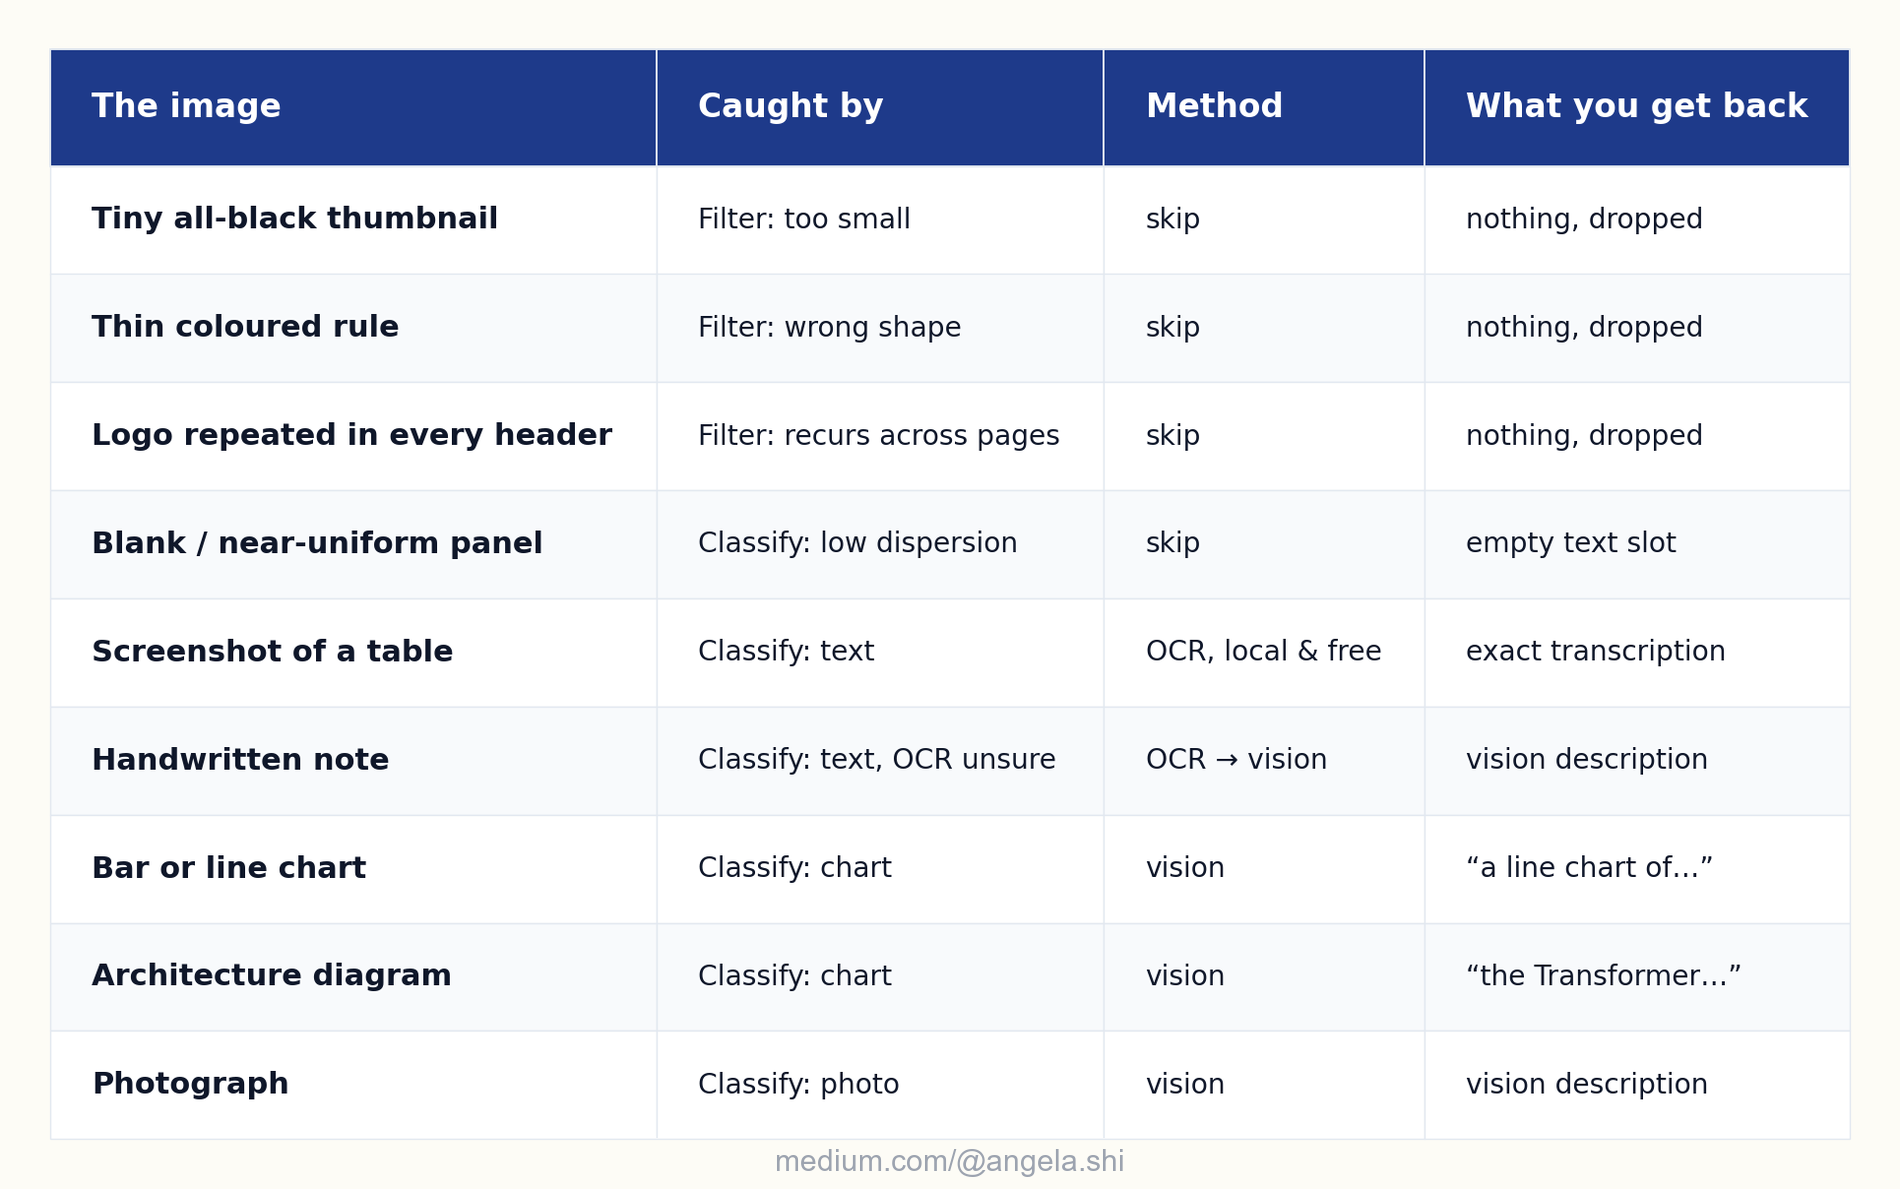 The image Caught by Method What you get back
Tiny all-black thumbnail Filter: too small skip nothing, dropped
Thin coloured rule Filter: wrong shape skip nothing, dropped
Logo repeated in every header Filter: recurs across pages skip nothing, dropped
Blank / near-uniform panel Classify: low dispersion skip empty text slot
Screenshot of a table Classify: text OCR, local & free exact transcription
Handwritten note Classify: text, OCR unsure OCR → vision vision description
Bar or line chart Classify: chart vision “a line chart of…”
Architecture diagram Classify: chart vision “the Transformer…”
Photograph Classify: photo vision vision description
medium.com/@angela.shi